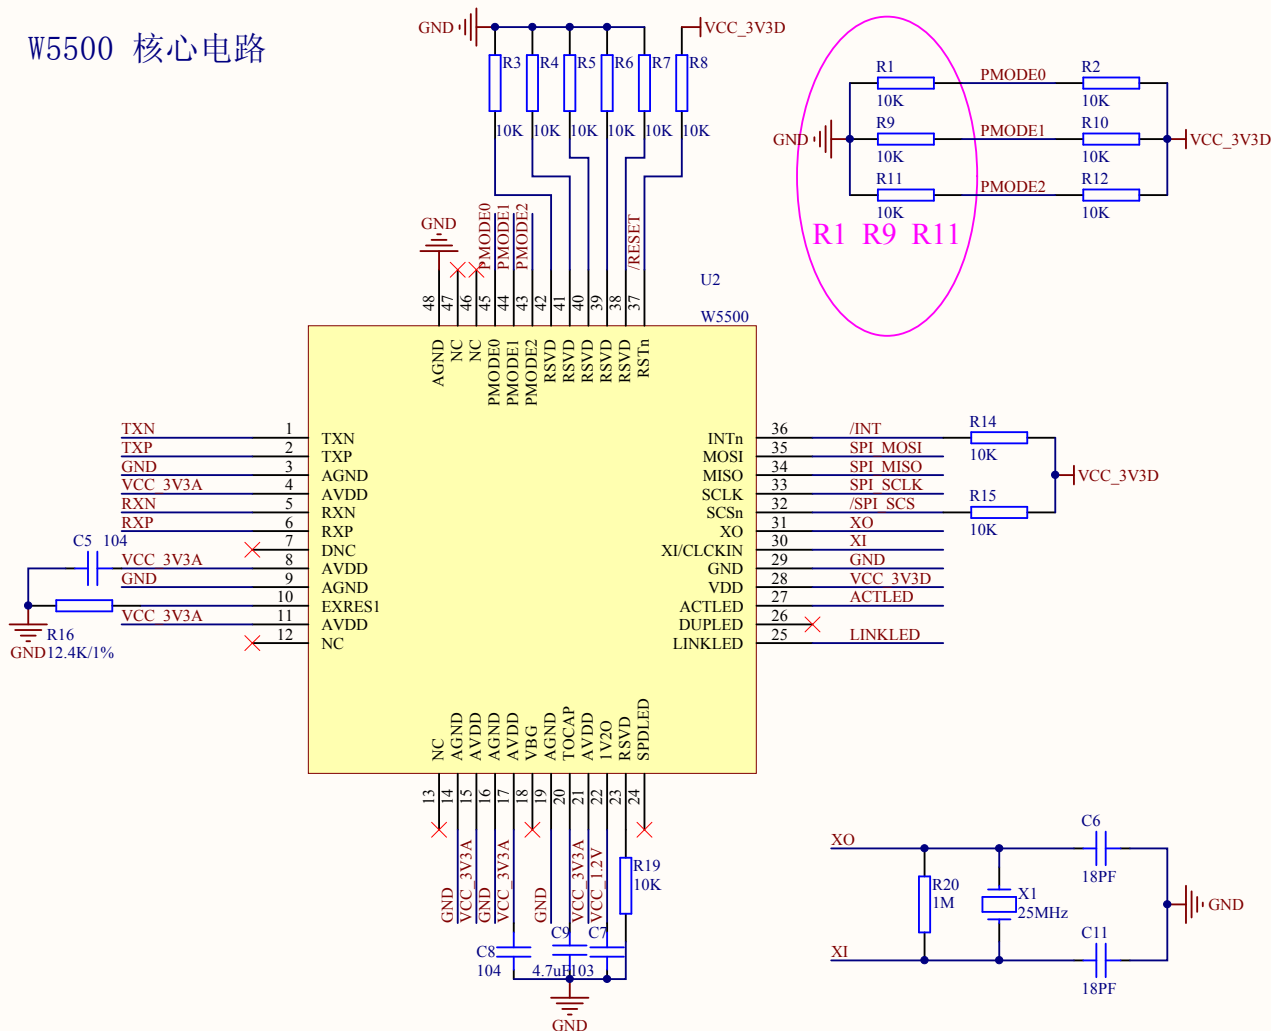 W5500 核心电路
GND
VCC_3V3D
R3
R4
R5
R6
R7
R8
10K
10K
10K
10K
10K
10K
R1
PMODE0
R2
10K
10K
GND
R9
PMODE1
R10
VCC_3V3D
10K
10K
R11
PMODE2
R12
10K
10K
R1 R9 R11
GND
PMODE0
PMODE1
PMODE2
/RESET
U2
W5500
48
47
46
45
44
43
42
41
40
39
38
37
AGND
NC
NC
PMODE0
PMODE1
PMODE2
RSVD
RSVD
RSVD
RSVD
RSVD
RSTn
TXN 1 TXN
TXP 2 TXP
GND 3 AGND
VCC_3V3A 4 AVDD
RXN 5 RXN
RXP 6 RXP
7 DNC
C5 104
VCC_3V3A 8 AVDD
GND 9 AGND
10 EXRES1
VCC_3V3A 11 AVDD
12 NC
R16
GND 12.4K/1%
INTn 36 /INT
MOSI 35 SPI_MOSI
MISO 34 SPI_MISO
SCLK 33 SPI_SCLK
SCSn 32 /SPI_SCS
XO 31 XO
XI/CLCKIN 30 XI
GND 29 GND
VDD 28 VCC_3V3D
ACTLED 27 ACTLED
DUPLED 26
LINKLED 25 LINKLED
R14
10K
VCC_3V3D
R15
10K
NC
AGND
AVDD
AGND
AVDD
VBG
AGND
TOCAP
AVDD
1V2O
RSVD
SPDLED
13
14
15
16
17
18
19
20
21
22
23
24
GND
VCC_3V3A
GND
VCC_3V3A
GND
VCC_3V3A
VCC_1.2V
R19
10K
C8
104
C9
4.7uF
C7
103
GND
XO
C6
18PF
R20
1M
X1
25MHz
GND
XI
C11
18PF